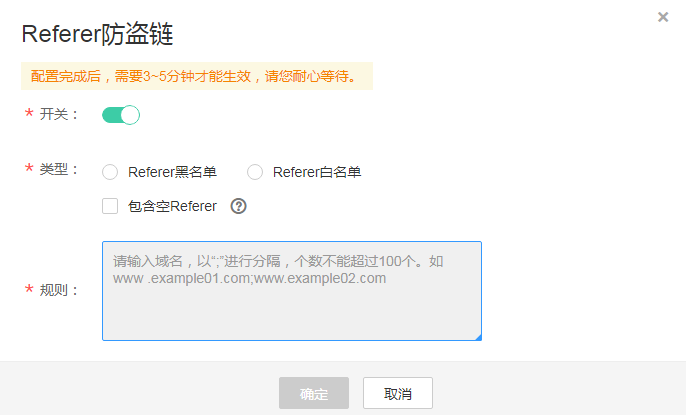 ×
Referer防盗链
配置完成后，需要3~5分钟才能生效，请您耐心等待。
* 开关：
* 类型： Referer黑名单 Referer白名单
包含空Referer ?
请输入域名，以“;”进行分隔，个数不能超过100个。如
www .example01.com;www.example02.com
* 规则：
确定 取消